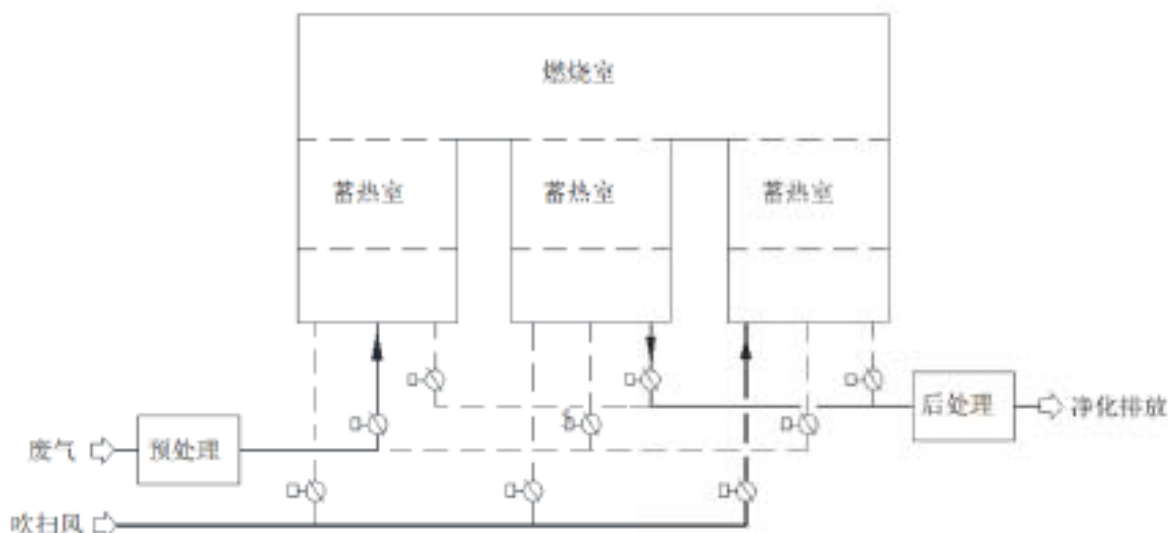 燃烧室
蓄热室 蓄热室 蓄热室
后处理 净化排放
废气 预处理
吹扫风